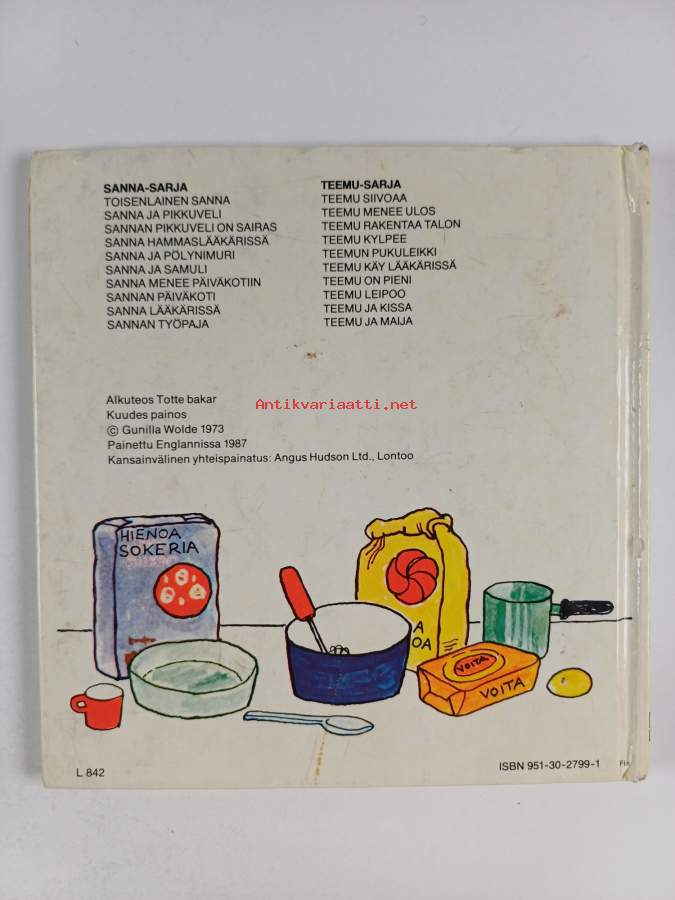 SANNA-SARJA
TOISENLAINEN SANNA
SANNA JA PIKKUVELI
SANNAN PIKKUVELI ON SAIRAS
SANNA HAMMASLÄÄKÄRISSÄ
SANNA JA PÖLYNIMURI
SANNA JA SAMULI
SANNA MENEE PÄIVÄKOTIIN
SANNAN PÄIVÄKOTI
SANNA LÄÄKÄRISSÄ
SANNAN TYÖPAJA
TEEMU-SARJA
TEEMU SIIVOAA
TEEMU MENEE ULOS
TEEMU RAKENTAA TALON
TEEMU KYLPEE
TEEMUN PUKULEIKKI
TEEMU KÄY LÄÄKÄRISSÄ
TEEMU ON PIENI
TEEMU LEIPOO
TEEMU JA KISSA
TEEMU JA MAIJA
Alkuteos Totte bakar
Kuudes painos
© Gunilla Wolde 1973
Painettu Englannissa 1987
Kansainvälinen yhteispainatus: Angus Hudson Ltd., Lontoo
Antikvariaatti.net
HIENOA
SOKERIA
VOITA
VOITA
L 842
ISBN 951-30-2799-1